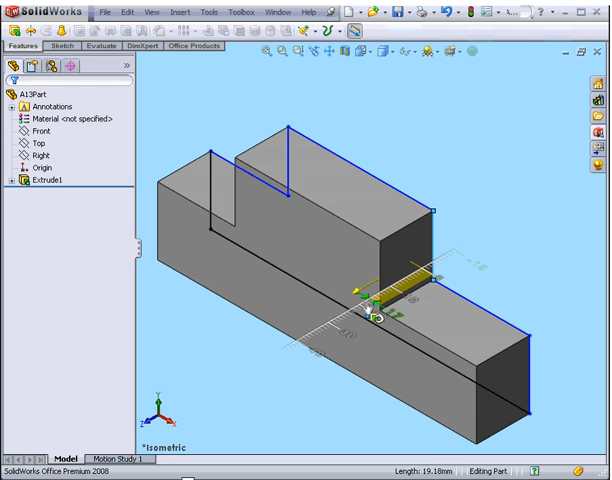 SolidWorks File Edit View Insert Tools Toolbox Window Help
Features Sketch Evaluate DimXpert Office Products
A13Part
Annotations
Material <not specified>
Front
Top
Right
Origin
Extrude1
Y
Z X
*Isometric
Model Motion Study 1
SolidWorks Office Premium 2008 Length: 19.18mm Editing Part